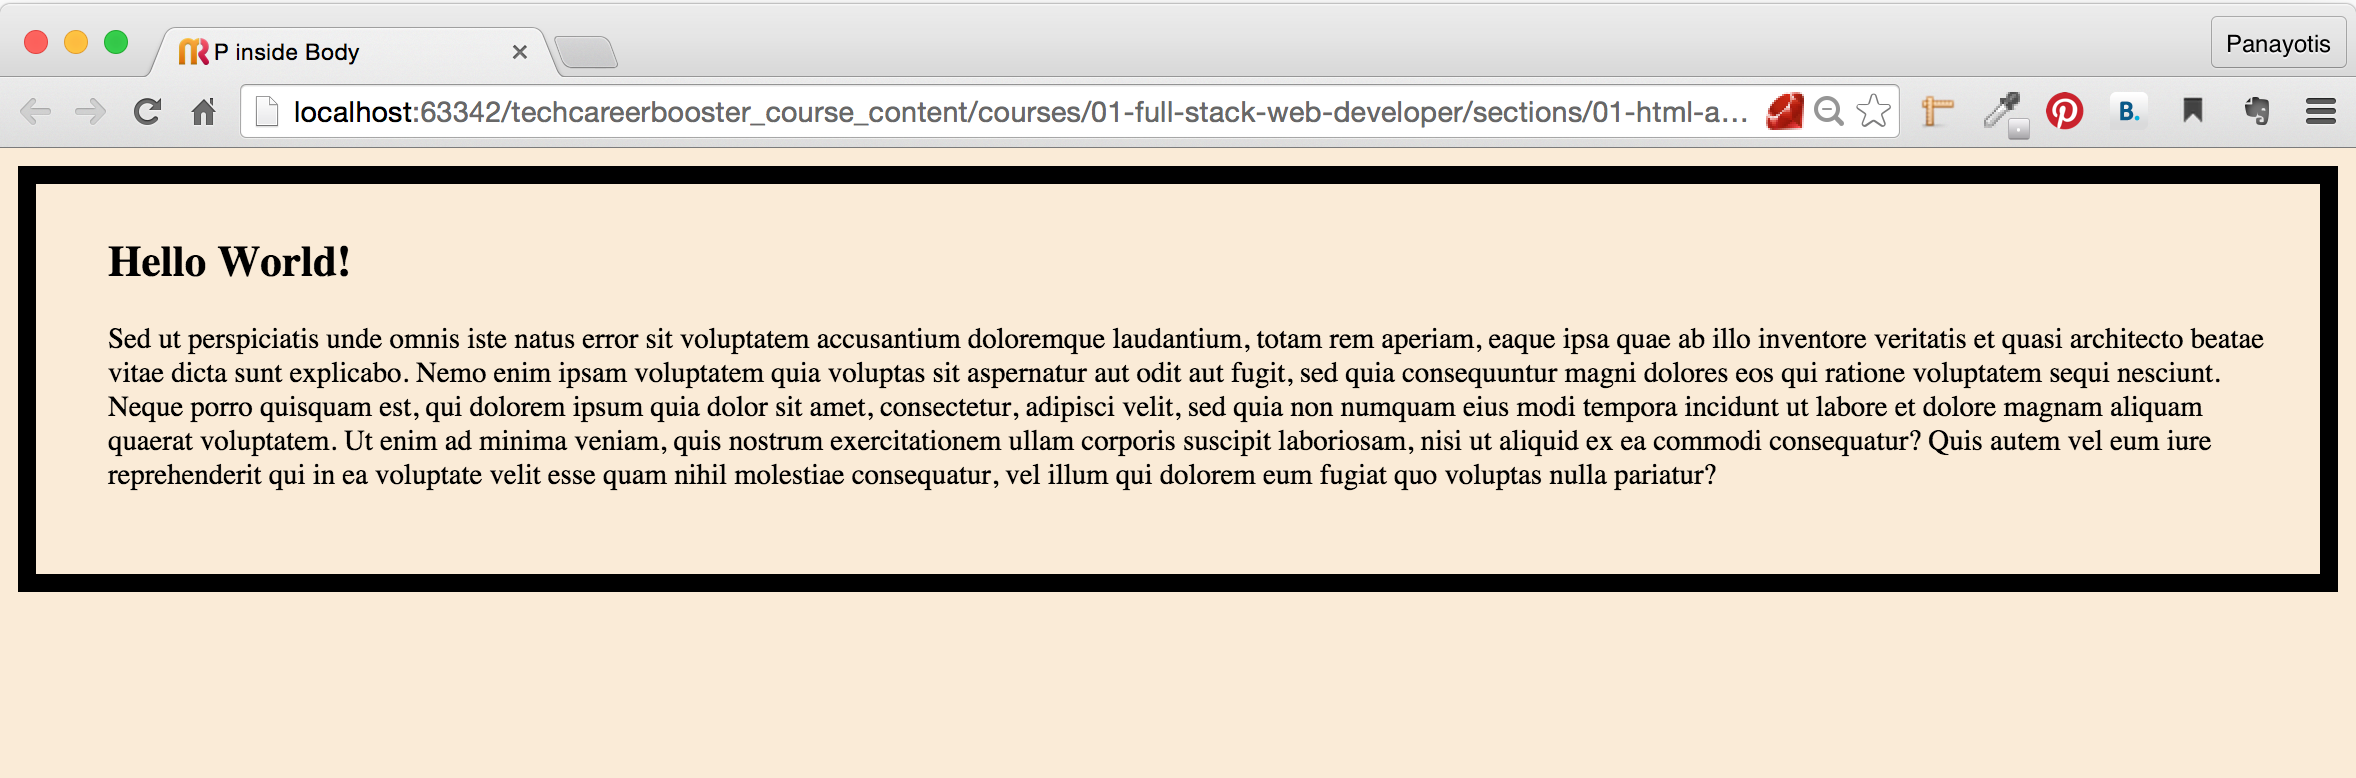 P inside Body
Panayotis
localhost:63342/techcareerbooster_course_content/courses/01-full-stack-web-developer/sections/01-html-a...
B.
Hello World!
Sed ut perspiciatis unde omnis iste natus error sit voluptatem accusantium doloremque laudantium, totam rem aperiam, eaque ipsa quae ab illo inventore veritatis et quasi architecto beatae
vitae dicta sunt explicabo. Nemo enim ipsam voluptatem quia voluptas sit aspernatur aut odit aut fugit, sed quia consequuntur magni dolores eos qui ratione voluptatem sequi nesciunt.
Neque porro quisquam est, qui dolorem ipsum quia dolor sit amet, consectetur, adipisci velit, sed quia non numquam eius modi tempora incidunt ut labore et dolore magnam aliquam
quaerat voluptatem. Ut enim ad minima veniam, quis nostrum exercitationem ullam corporis suscipit laboriosam, nisi ut aliquid ex ea commodi consequatur? Quis autem vel eum iure
reprehenderit qui in ea voluptate velit esse quam nihil molestiae consequatur, vel illum qui dolorem eum fugiat quo voluptas nulla pariatur?